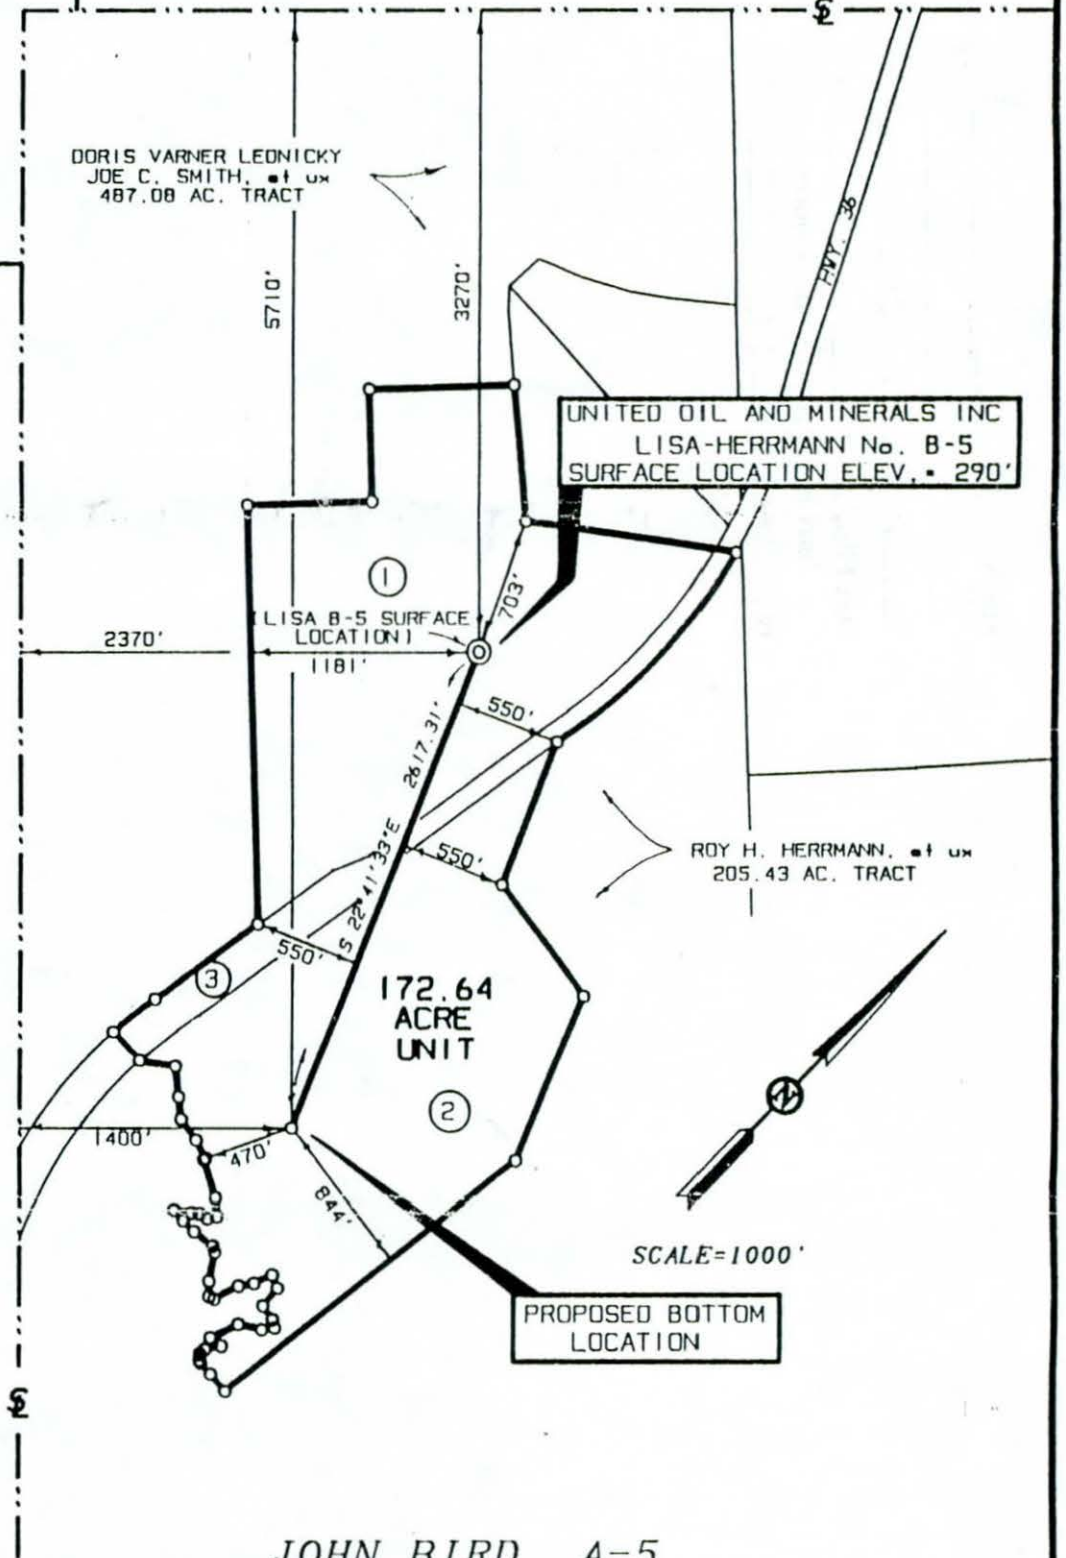 DORIS VARNER LEDNICKY
JOE C. SMITH, et ux
487.08 AC. TRACT
5710'
3270'
HWY. 36
UNITED OIL AND MINERALS INC
LISA-HERRMANN No. B-5
SURFACE LOCATION ELEV. = 290'
1
703'
(LISA B-5 SURFACE
LOCATION)
2370'
1181'
550'
2617.31'
S 22°41'33"E
550'
ROY H. HERRMANN, et ux
205.43 AC. TRACT
550'
3
172.64
ACRE
UNIT
2
N
1400'
470'
844'
SCALE=1000'
PROPOSED BOTTOM
LOCATION
JOHN BIRD A-5